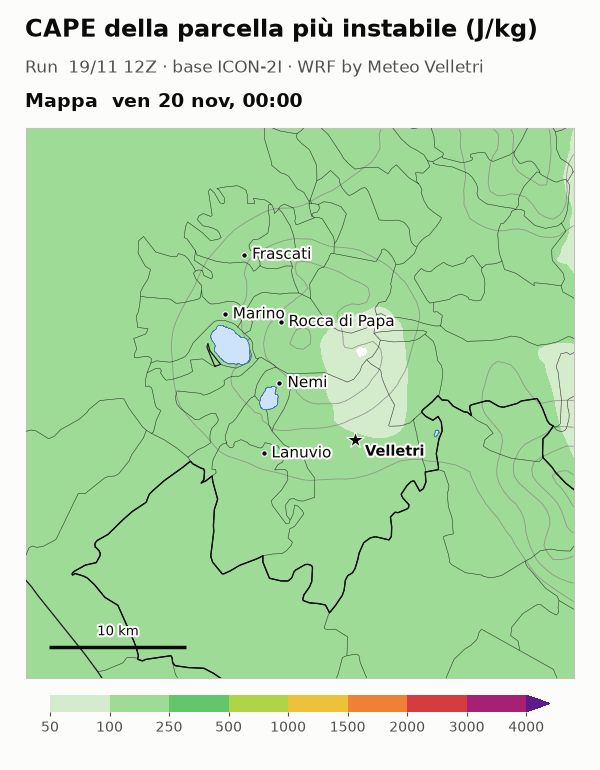 CAPE della parcella più instabile (J/kg)
Run  19/11 12Z · base ICON-2I · WRF by Meteo Velletri
Mappa  ven 20 nov, 00:00
Frascati
Marino
Rocca di Papa
Nemi
Velletri
Lanuvio
10 km
50 100 250 500 1000 1500 2000 3000 4000